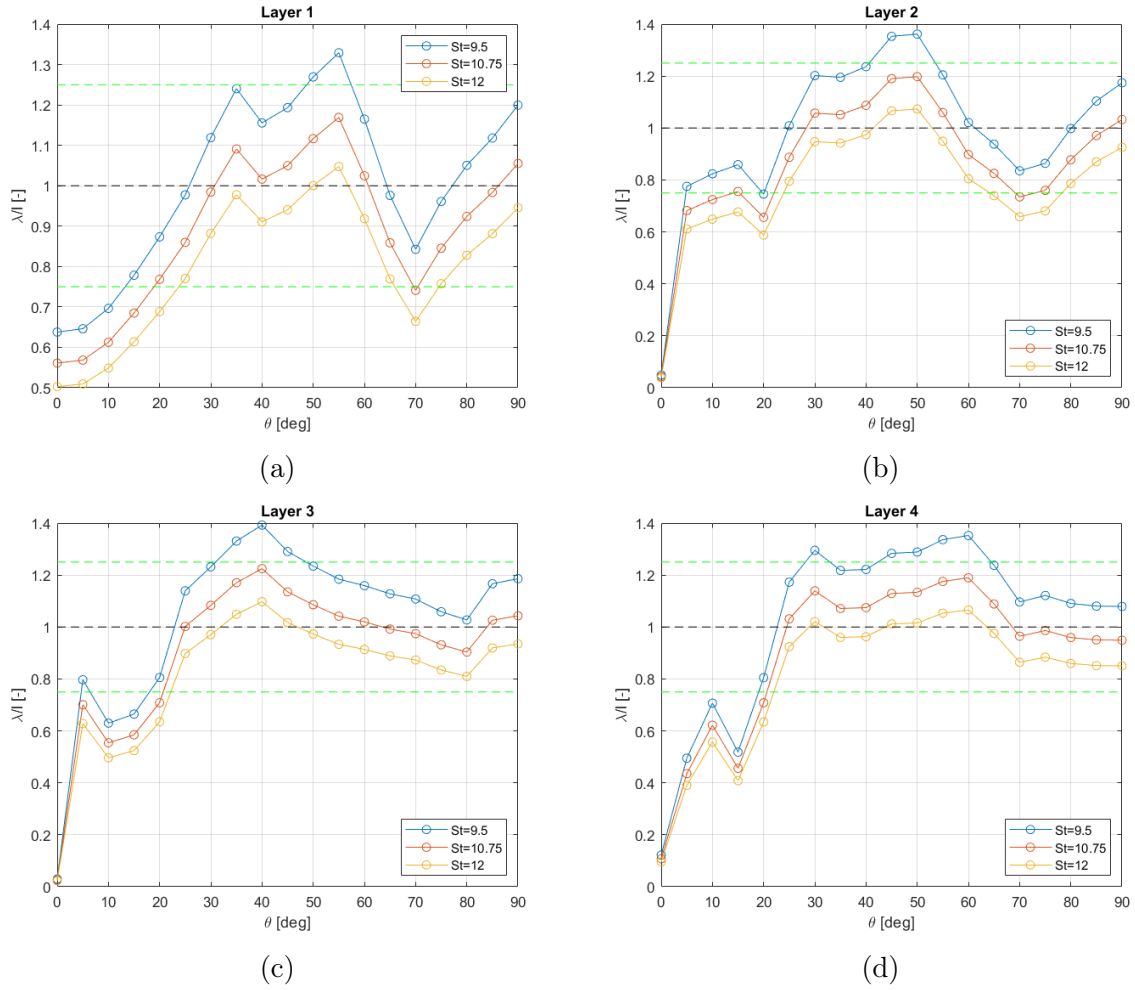 Layer 1
1.4
1.3
1.2
1.1
1
0.9
0.8
0.7
0.6
0.5
λ/l [-]
0 10 20 30 40 50 60 70 80 90
θ [deg]
St=9.5
St=10.75
St=12
(a)
Layer 2
1.4
1.2
1
0.8
0.6
0.4
0.2
0
λ/l [-]
0 10 20 30 40 50 60 70 80 90
θ [deg]
St=9.5
St=10.75
St=12
(b)
Layer 3
1.4
1.2
1
0.8
0.6
0.4
0.2
0
λ/l [-]
0 10 20 30 40 50 60 70 80 90
θ [deg]
St=9.5
St=10.75
St=12
(c)
Layer 4
1.4
1.2
1
0.8
0.6
0.4
0.2
0
λ/l [-]
0 10 20 30 40 50 60 70 80 90
θ [deg]
St=9.5
St=10.75
St=12
(d)